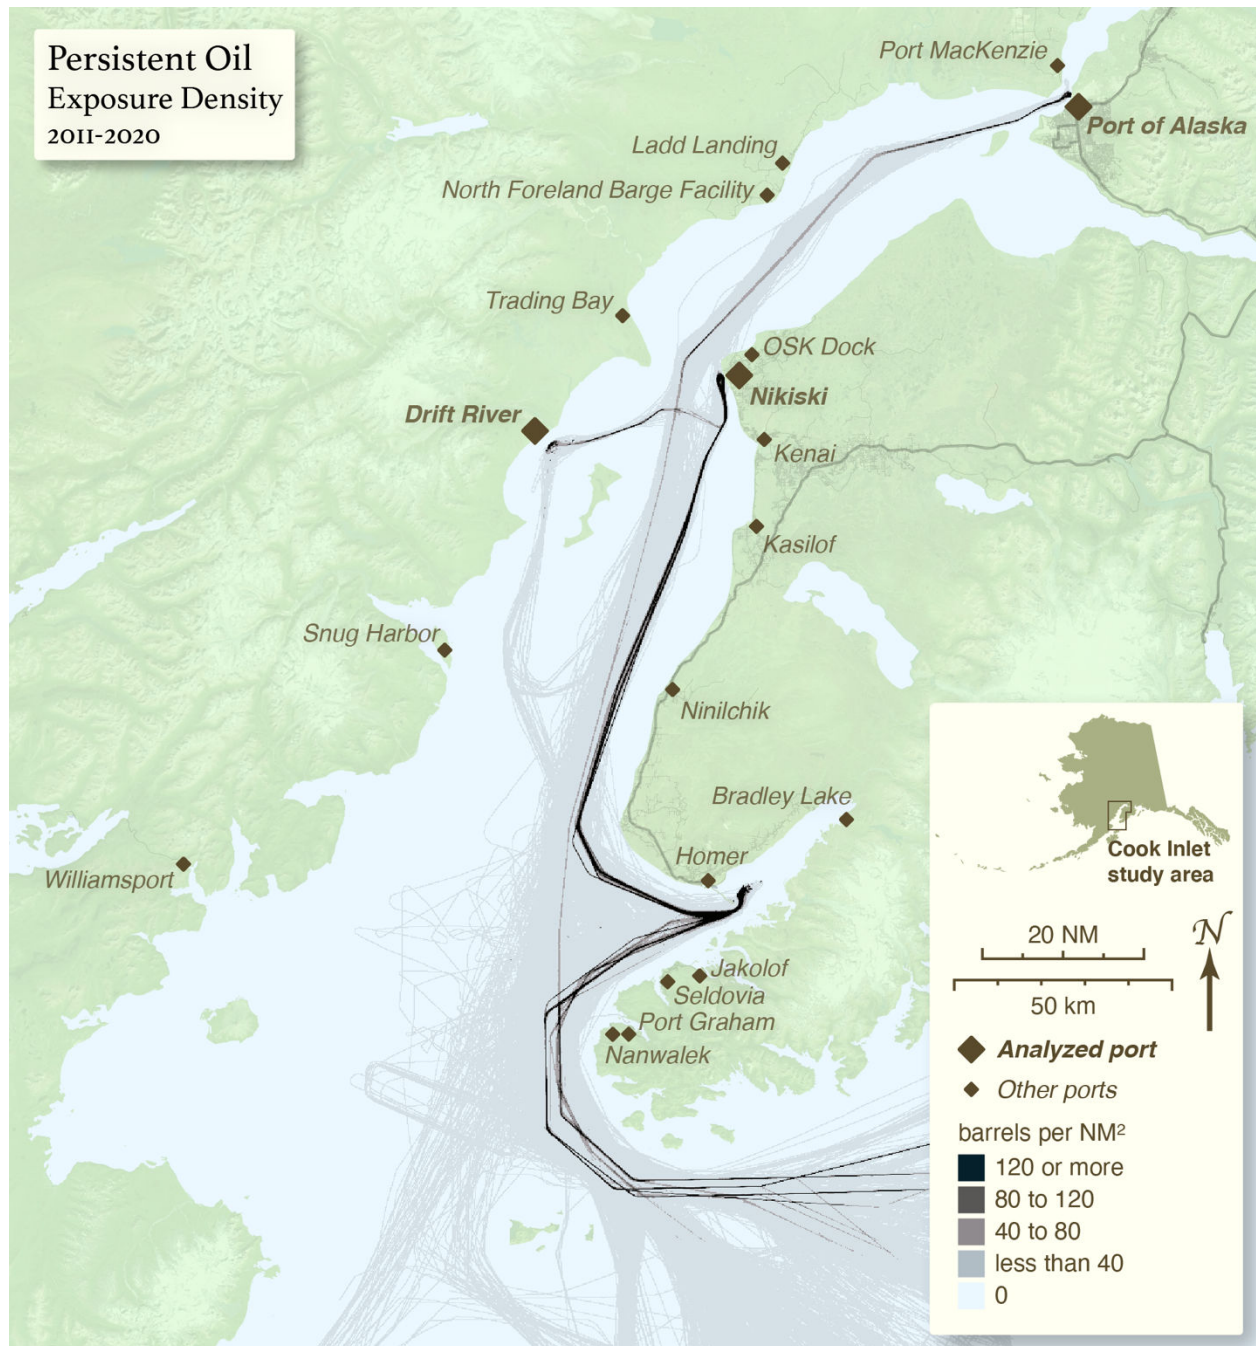 Persistent Oil
Exposure Density
2011-2020
Port MacKenzie
Port of Alaska
Ladd Landing
North Foreland Barge Facility
Trading Bay
OSK Dock
Nikiski
Drift River
Kenai
Kasilof
Snug Harbor
Ninilchik
Bradley Lake
Homer
Williamsport
Jakolof
Seldovia
Port Graham
Nanwalek
Cook Inlet
study area
N
20 NM
50 km
Analyzed port
Other ports
barrels per NM²
120 or more
80 to 120
40 to 80
less than 40
0